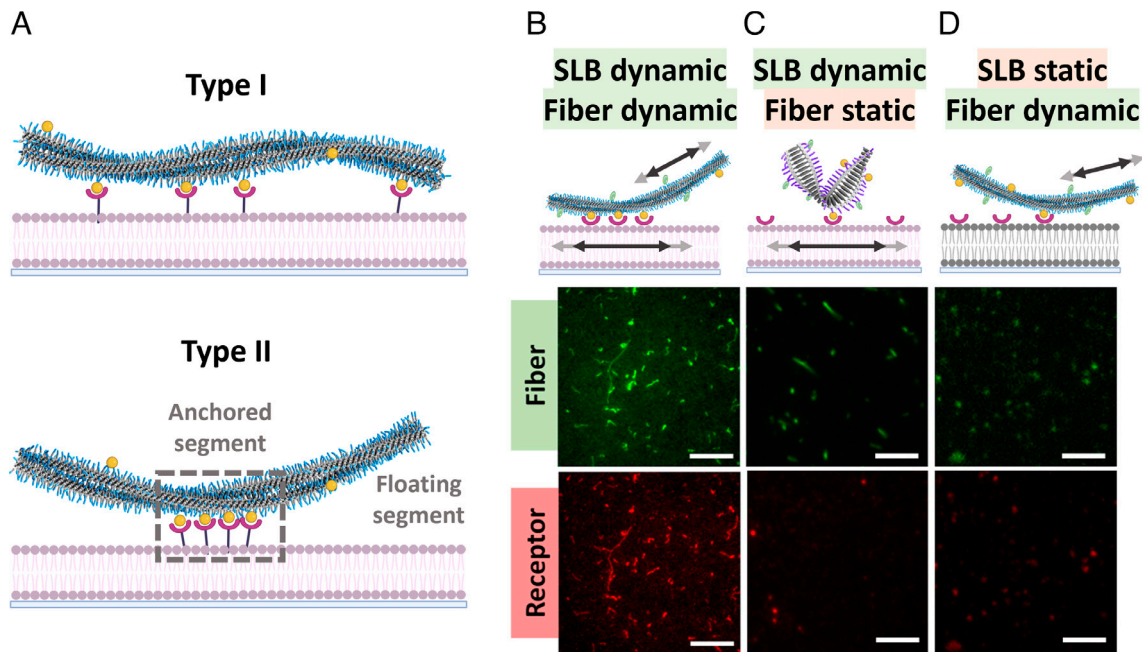 A
Type I
Type II
Anchored
segment
Floating
segment
B
SLB dynamic
Fiber dynamic
C
SLB dynamic
Fiber static
D
SLB static
Fiber dynamic
Fiber
Receptor